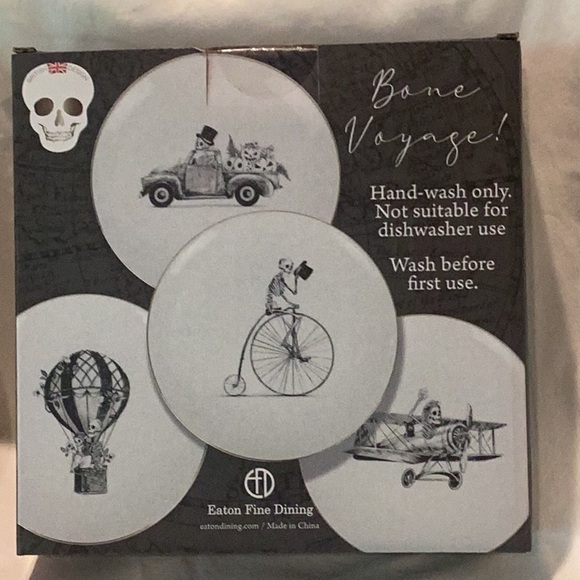 Bone
Voyage!
Hand-wash only.
Not suitable for
dishwasher use
Wash before
first use.
EFD
Eaton Fine Dining
eatondining.com / Made in China